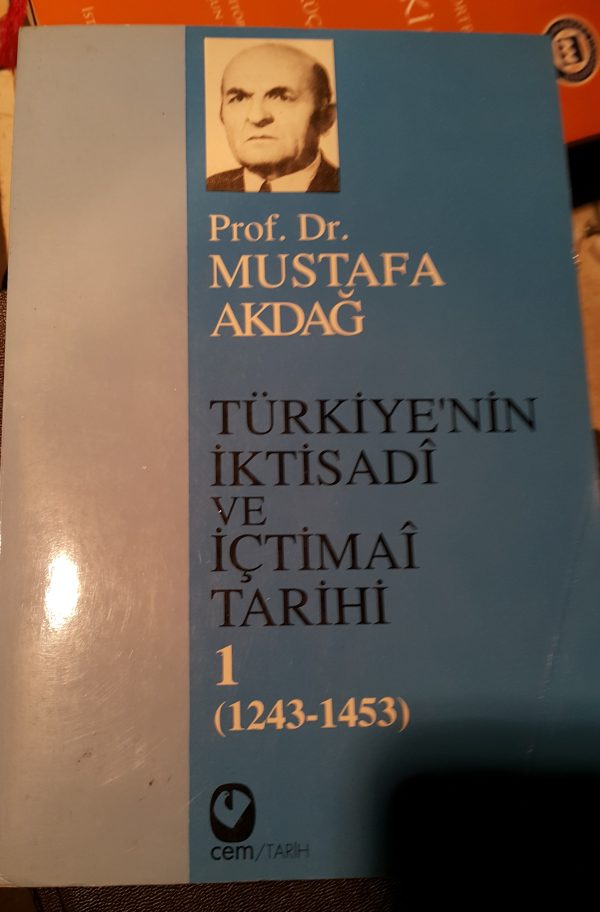 Prof. Dr.
MUSTAFA
AKDAĞ
TÜRKİYE'NİN
İKTİSADÎ
VE
İÇTİMAÎ
TARİHİ
1
(1243-1453)
cem/TARİH